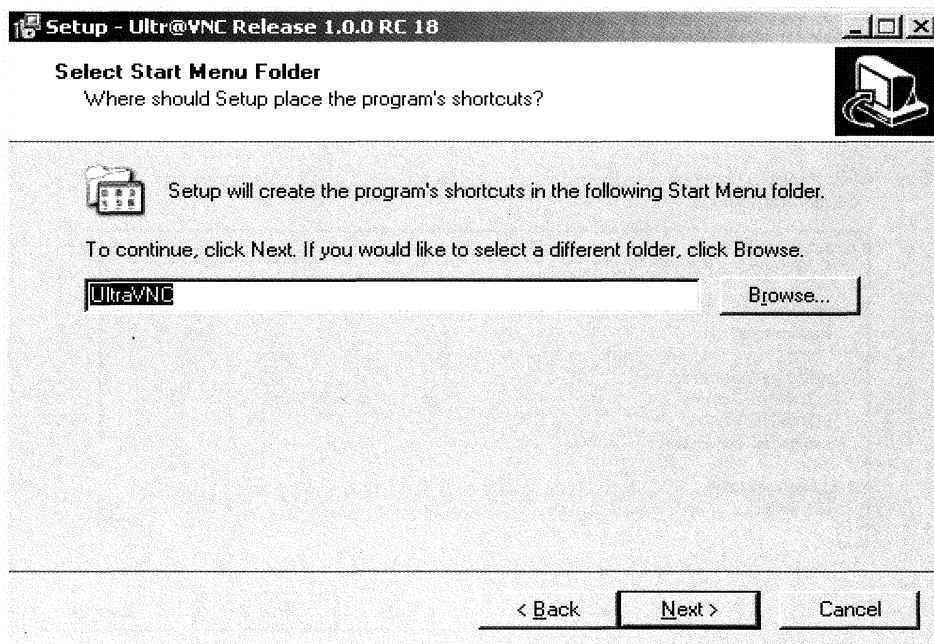 Setup - Ultr@VNC Release 1.0.0 RC 18
Select Start Menu Folder
Where should Setup place the program's shortcuts?
Setup will create the program's shortcuts in the following Start Menu folder.
To continue, click Next. If you would like to select a different folder, click Browse.
UltraVNC
Browse...
< Back
Next >
Cancel